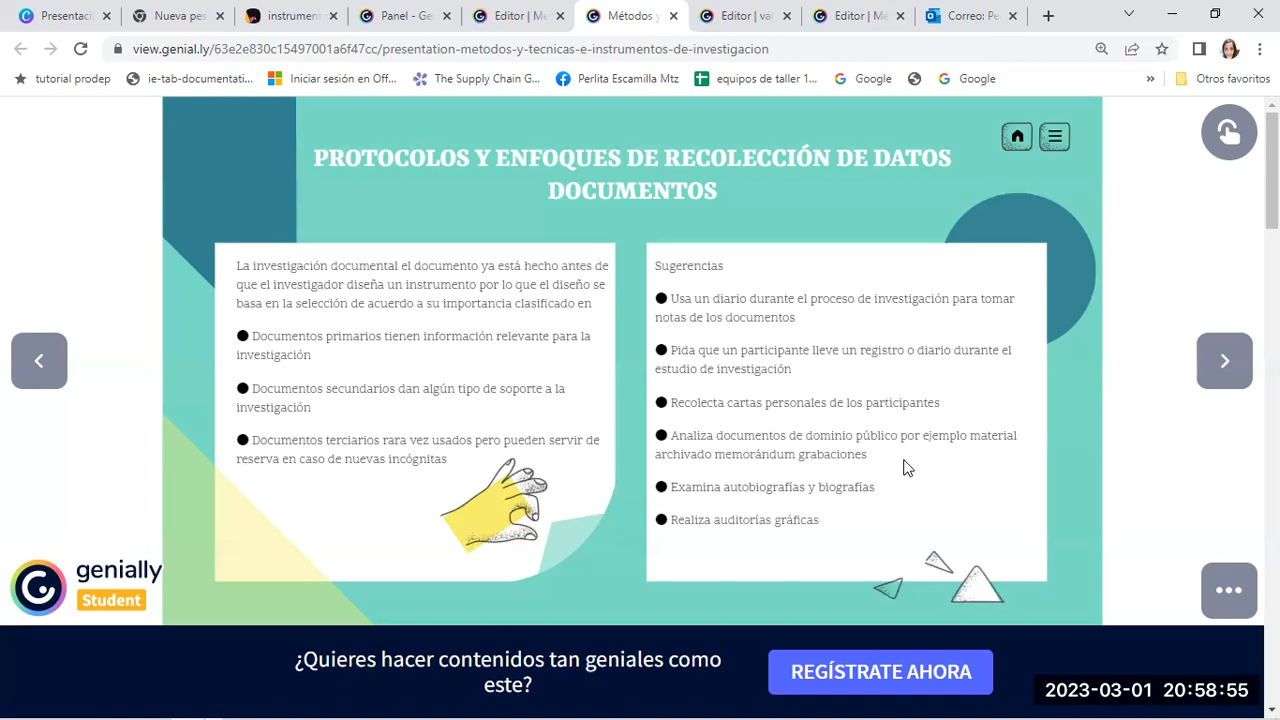 Presentació
Nueva pes
instrument
Panel - Ge
Editor | Me
Métodos y
Editor | var
Editor | Mé
Correo: Pe
view.genial.ly/63e2e830c15497001a6f47cc/presentation-metodos-y-tecnicas-e-instrumentos-de-investigacion
tutorial prodep
ie-tab-documentati...
Iniciar sesión en Off...
The Supply Chain G...
Perlita Escamilla Mtz
equipos de taller 1...
Google
Google
»
Otros favoritos
PROTOCOLOS Y ENFOQUES DE RECOLECCIÓN DE DATOS
DOCUMENTOS
La investigación documental el documento ya está hecho antes de
que el investigador diseña un instrumento por lo que el diseño se
basa en la selección de acuerdo a su importancia clasificado en
● Documentos primarios tienen información relevante para la
investigación
● Documentos secundarios dan algún tipo de soporte a la
investigación
● Documentos terciarios rara vez usados pero pueden servir de
reserva en caso de nuevas incógnitas
Sugerencias
● Usa un diario durante el proceso de investigación para tomar
notas de los documentos
● Pida que un participante lleve un registro o diario durante el
estudio de investigación
● Recolecta cartas personales de los participantes
● Analiza documentos de dominio público por ejemplo material
archivado memorándum grabaciones
● Examina autobiografías y biografías
● Realiza auditorías gráficas
genially
Student
¿Quieres hacer contenidos tan geniales como
este?
REGÍSTRATE AHORA
2023-03-01 20:58:55